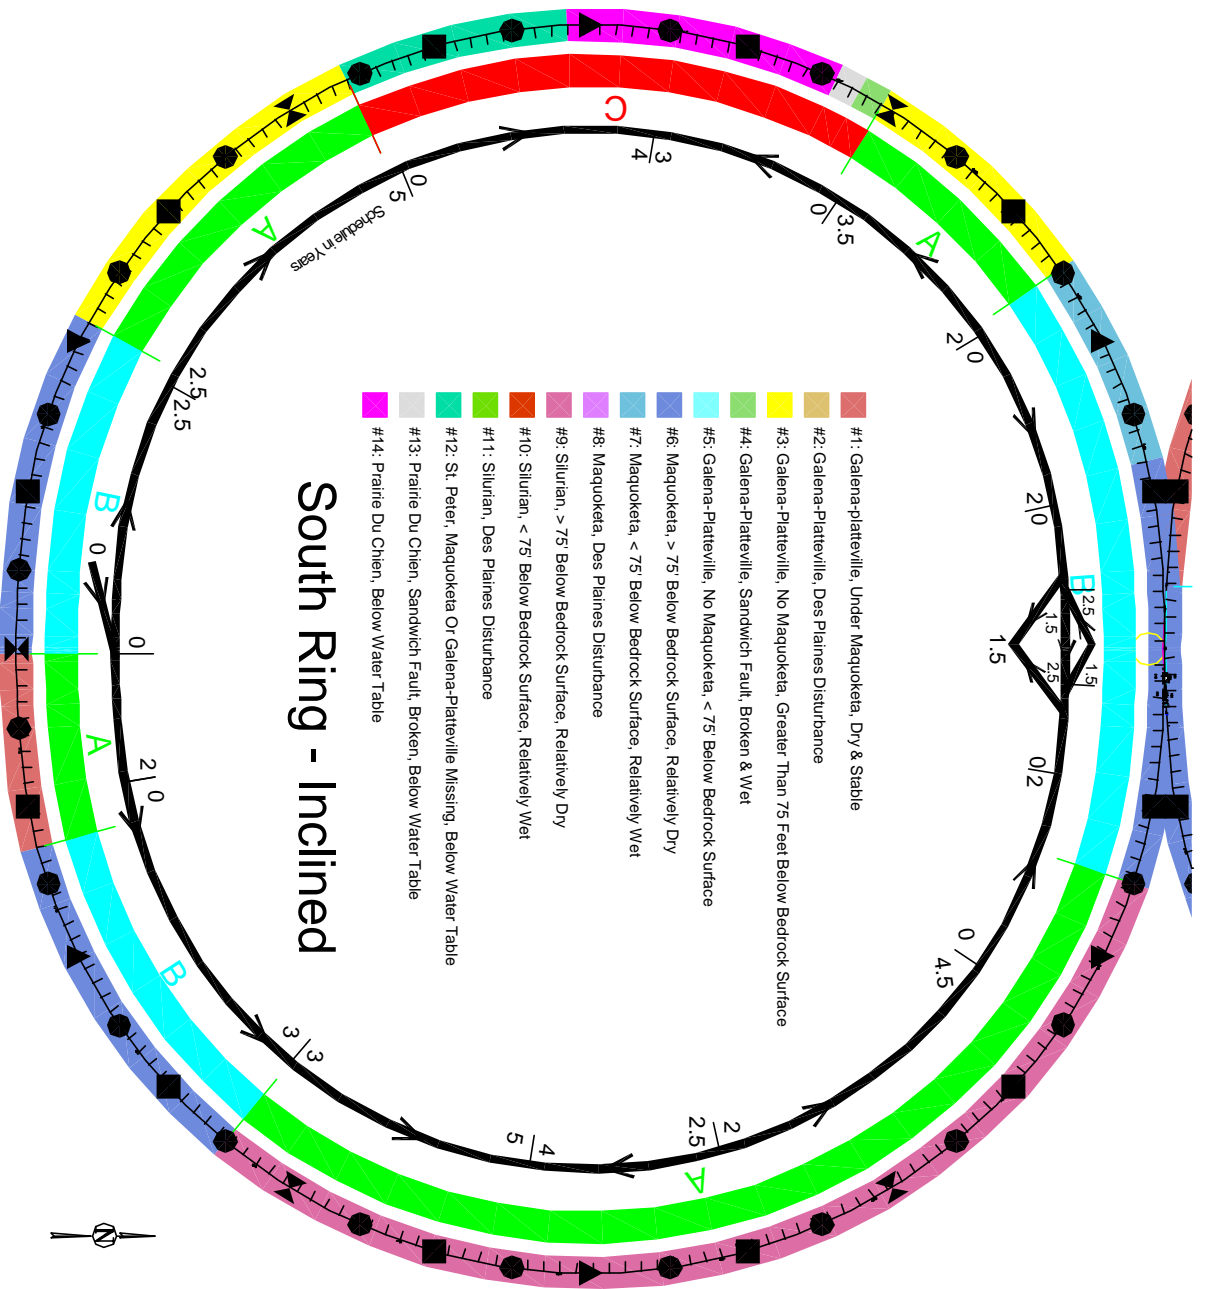 South Ring - Inclined
#1: Galena-platteville, Under Maquoketa, Dry & Stable
#2: Galena-Platteville, Des Plaines Disturbance
#3: Galena-Platteville, No Maquoketa, Greater Than 75 Feet Below Bedrock Surface
#4: Galena-Platteville, Sandwich Fault, Broken & Wet
#5: Galena-Platteville, No Maquoketa, < 75' Below Bedrock Surface
#6: Maquoketa, > 75' Below Bedrock Surface, Relatively Dry
#7: Maquoketa, < 75' Below Bedrock Surface, Relatively Wet
#8: Maquoketa, Des Plaines Disturbance
#9: Silurian, > 75' Below Bedrock Surface, Relatively Dry
#10: Silurian, < 75' Below Bedrock Surface, Relatively Wet
#11: Silurian, Des Plaines Disturbance
#12: St. Peter, Maquoketa Or Galena-Platteville Missing, Below Water Table
#13: Prairie Du Chien, Sandwich Fault, Broken, Below Water Table
#14: Prairie Du Chien, Below Water Table
Schedule in Years
C
A
A
B
B
A
B
A
0
5
3
4
3.5
0
2
0
2
0
2.5
1.5
1.5
2.5
1.5
0
2
0
4.5
2
2.5
4
5
3
3
2
0
0
0
2.5
2.5
N